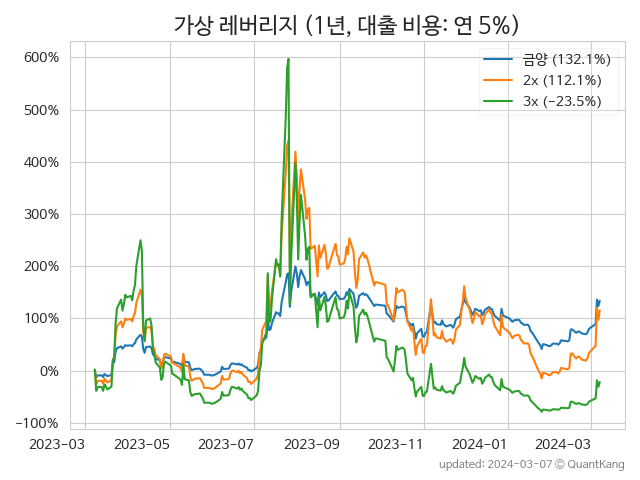 가상 레버리지 (1년, 대출 비용: 연 5%)
금양 (132.1%)
2x (112.1%)
3x (−23.5%)
600%
500%
400%
300%
200%
100%
0%
−100%
2023-03 2023-05 2023-07 2023-09 2023-11 2024-01 2024-03
updated: 2024-03-07 © QuantKang